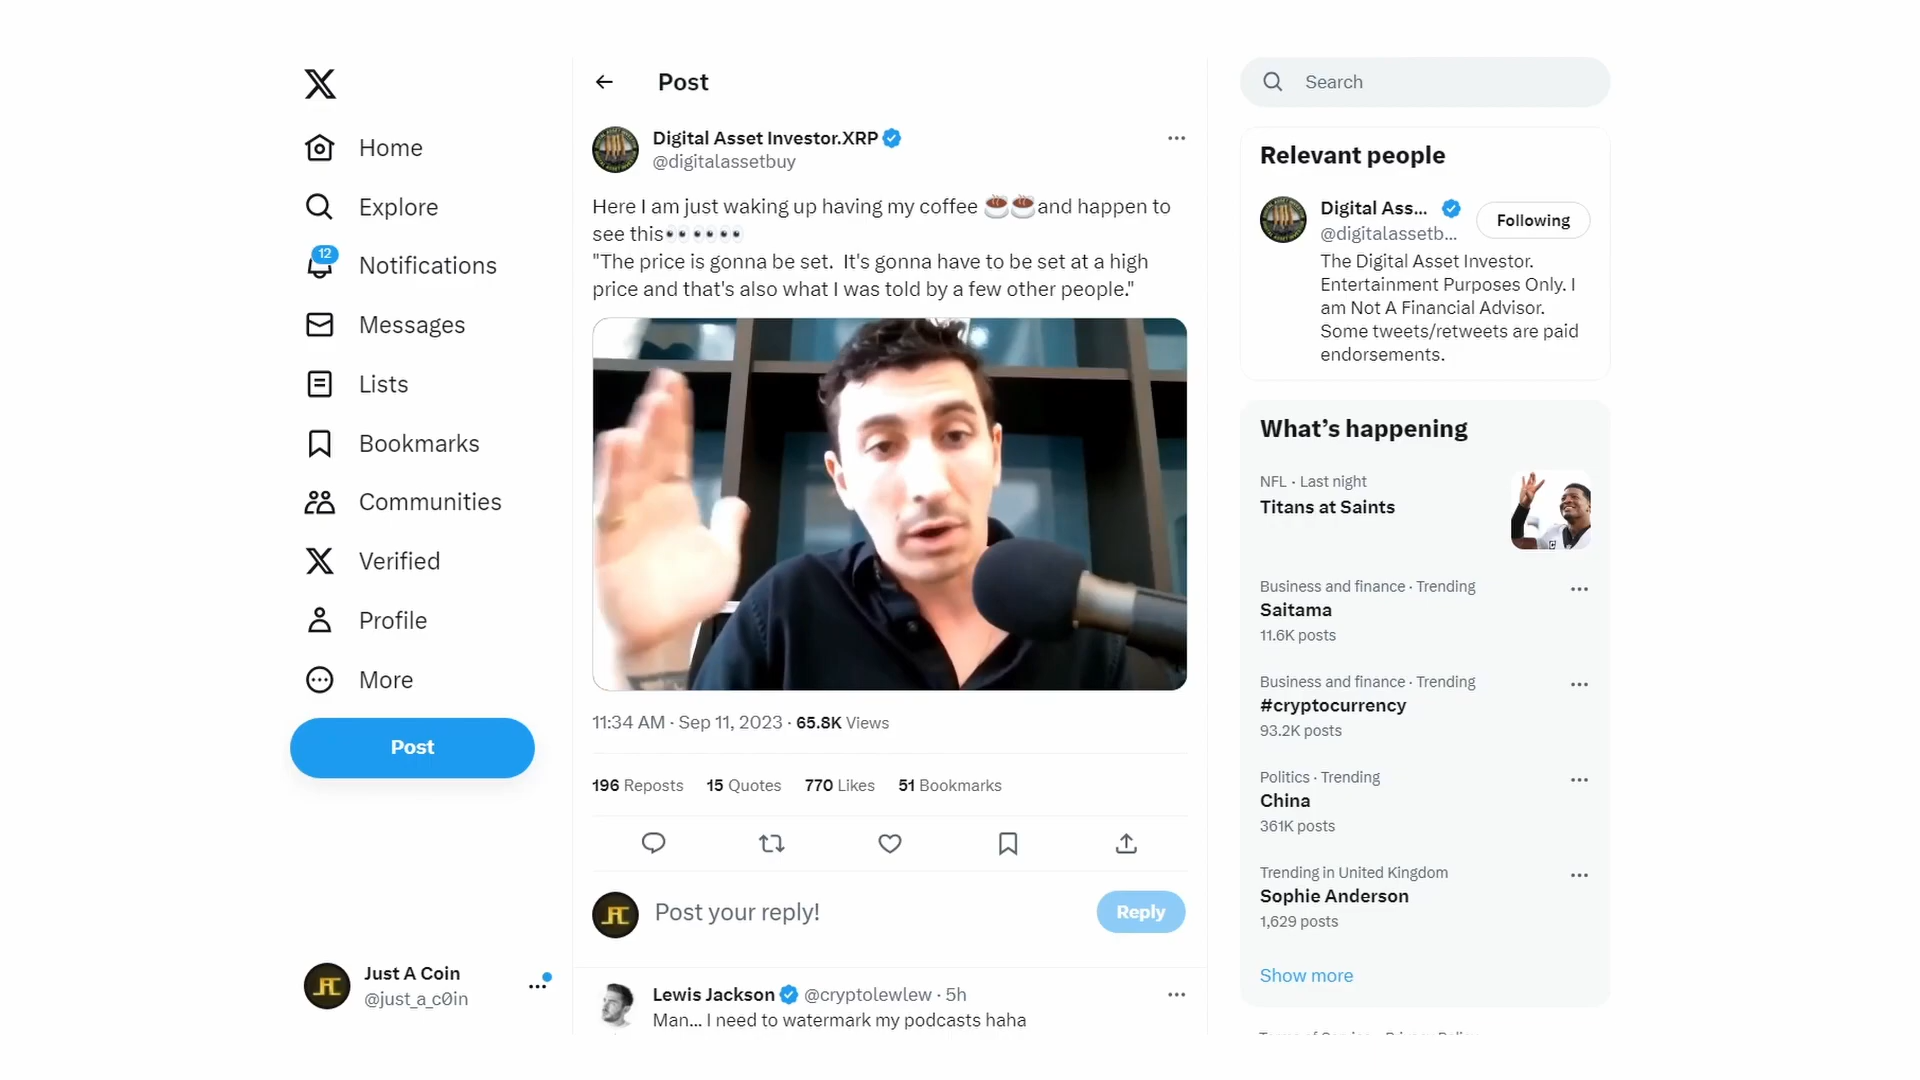 Home
Explore
12
Notifications
Messages
Lists
Bookmarks
Communities
Verified
Profile
More
Post
Just A Coin
@just_a_c0in
Post
Digital Asset Investor.XRP
@digitalassetbuy
Here I am just waking up having my coffee ☕☕and happen to
see this👀👀👀
"The price is gonna be set.  It's gonna have to be set at a high
price and that's also what I was told by a few other people."
11:34 AM · Sep 11, 2023 · 65.8K Views
196 Reposts 15 Quotes 770 Likes 51 Bookmarks
Post your reply!
Reply
Lewis Jackson @cryptolewlew · 5h
Man... I need to watermark my podcasts haha
Search
Relevant people
Digital Ass...
@digitalassetb...
Following
The Digital Asset Investor.
Entertainment Purposes Only. I
am Not A Financial Advisor.
Some tweets/retweets are paid
endorsements.
What's happening
NFL · Last night
Titans at Saints
Business and finance · Trending
Saitama
11.6K posts
Business and finance · Trending
#cryptocurrency
93.2K posts
Politics · Trending
China
361K posts
Trending in United Kingdom
Sophie Anderson
1,629 posts
Show more